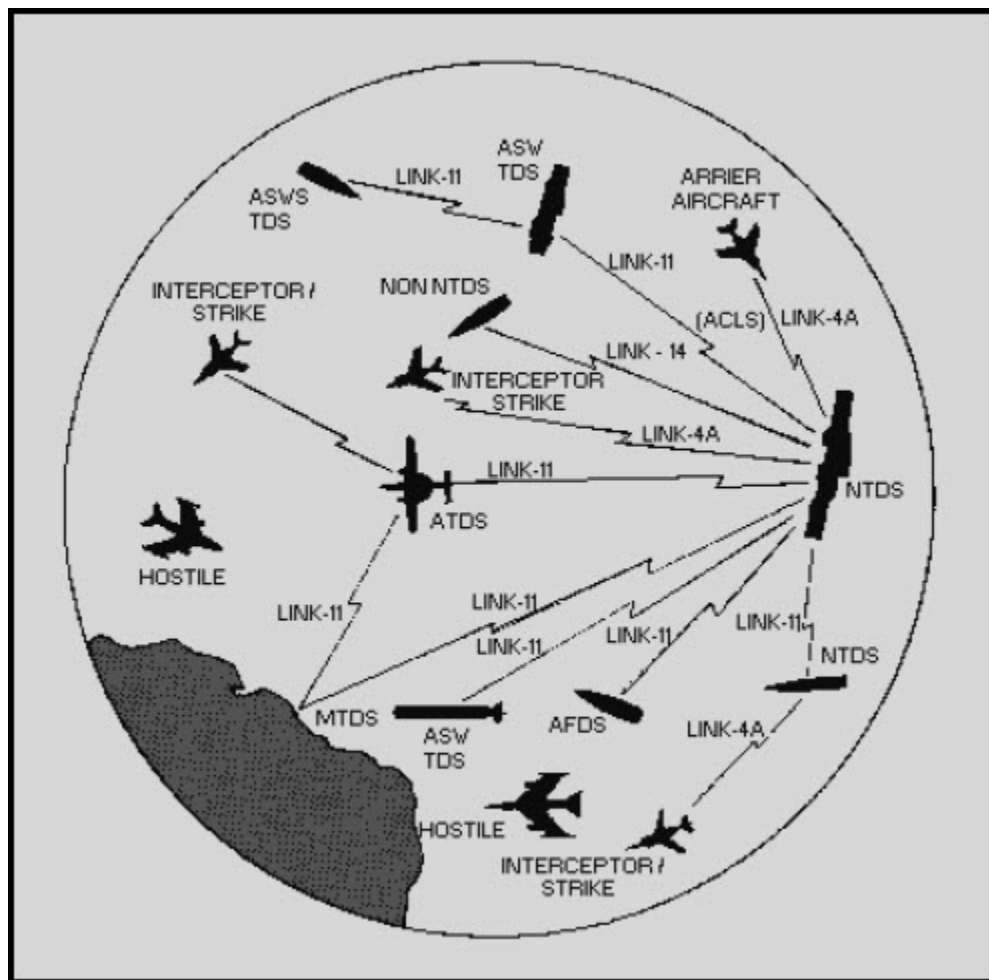 ASW
TDS
LINK-11
ASWS
TDS
ARRIER
AIRCRAFT
LINK-11
INTERCEPTOR /
STRIKE
NON NTDS
(ACLS)
LINK-4A
LINK - 14
INTERCEPTOR
STRIKE
LINK-4A
LINK-11
NTDS
ATDS
HOSTILE
LINK-11
LINK-11
LINK-11
LINK-11
LINK-11
NTDS
MTDS
ASW
TDS
AFDS
LINK-4A
HOSTILE
INTERCEPTOR /
STRIKE